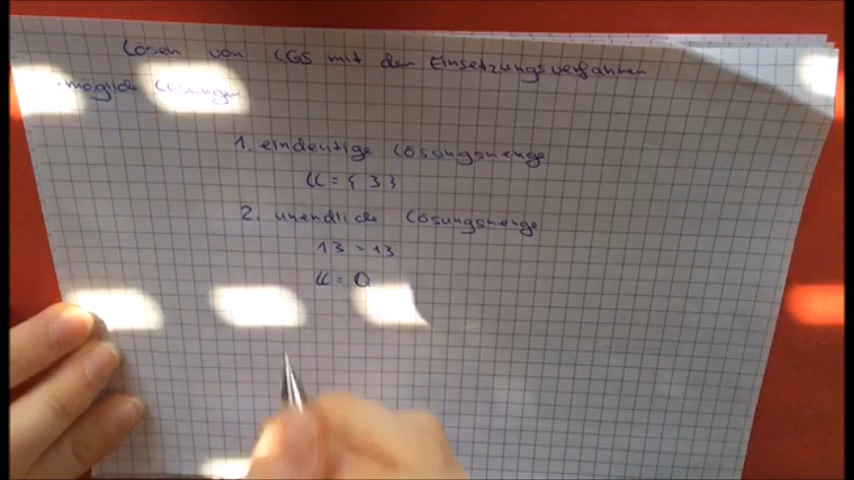 Lösen von LGS mit dem Einsetzungsverfahren
· mögliche Lösungen
1. eindeutige Lösungsmenge
𝕃 = { 3 }
2. unendliche Lösungsmenge
13 = 13
𝕃 = ℚ